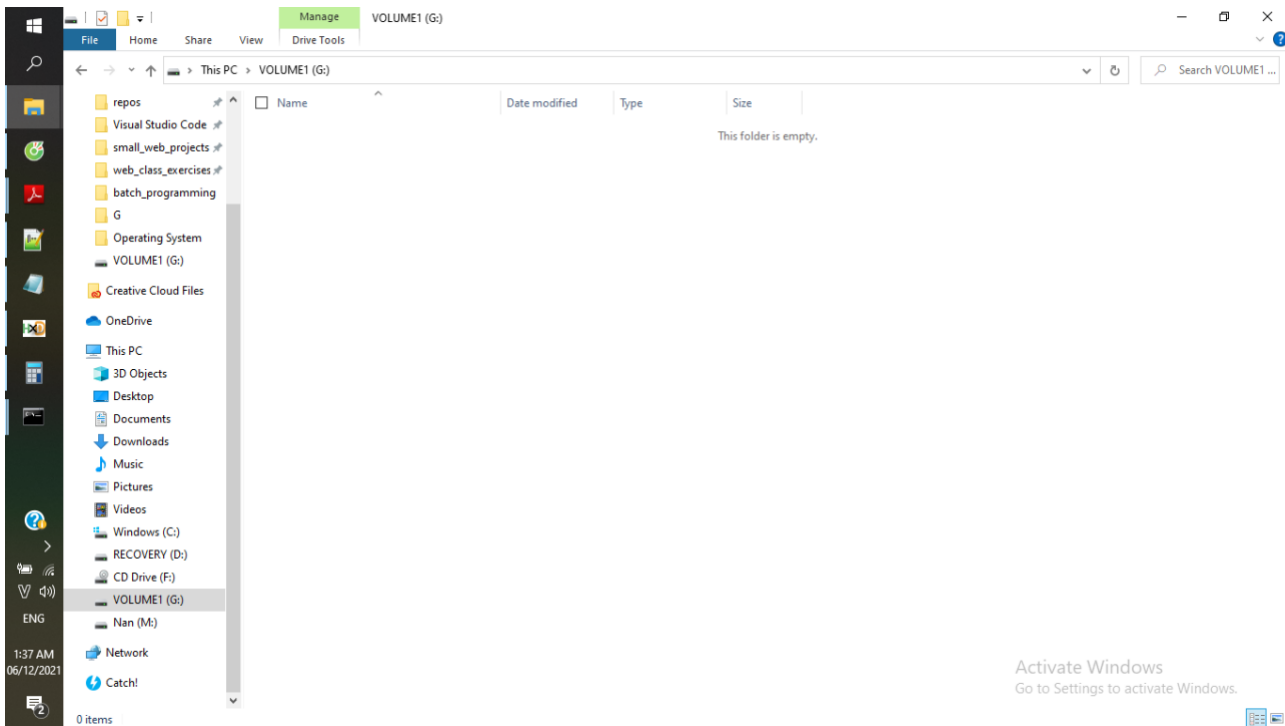 Manage VOLUME1 (G:)
File Home Share View Drive Tools
This PC > VOLUME1 (G:)
Search VOLUME1 ...
Name Date modified Type Size
This folder is empty.
repos
Visual Studio Code
small_web_projects
web_class_exercises
batch_programming
G
Operating System
VOLUME1 (G:)
Creative Cloud Files
OneDrive
This PC
3D Objects
Desktop
Documents
Downloads
Music
Pictures
Videos
Windows (C:)
RECOVERY (D:)
CD Drive (F:)
VOLUME1 (G:)
Nan (M:)
Network
Catch!
0 items
ENG
1:37 AM
06/12/2021
2
Activate Windows
Go to Settings to activate Windows.